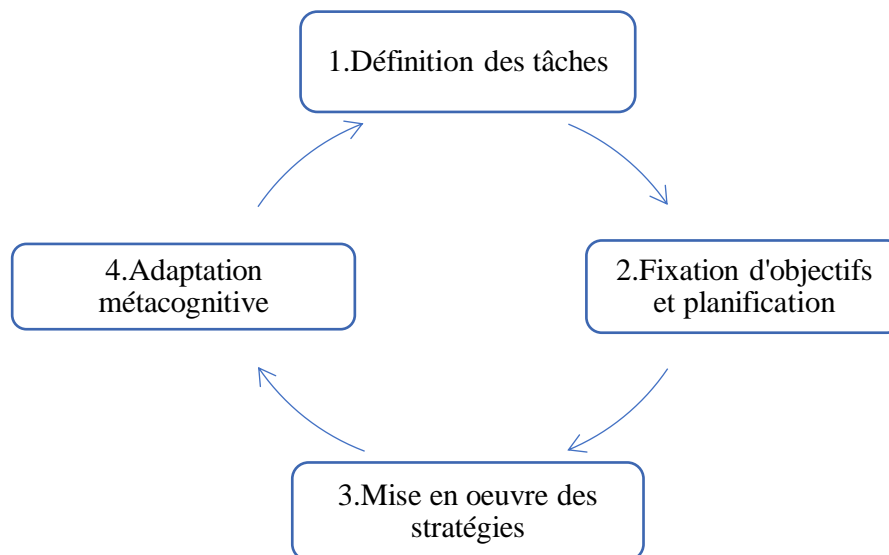 1.Définition des tâches
2.Fixation d'objectifs
et planification
3.Mise en oeuvre des
stratégies
4.Adaptation
métacognitive